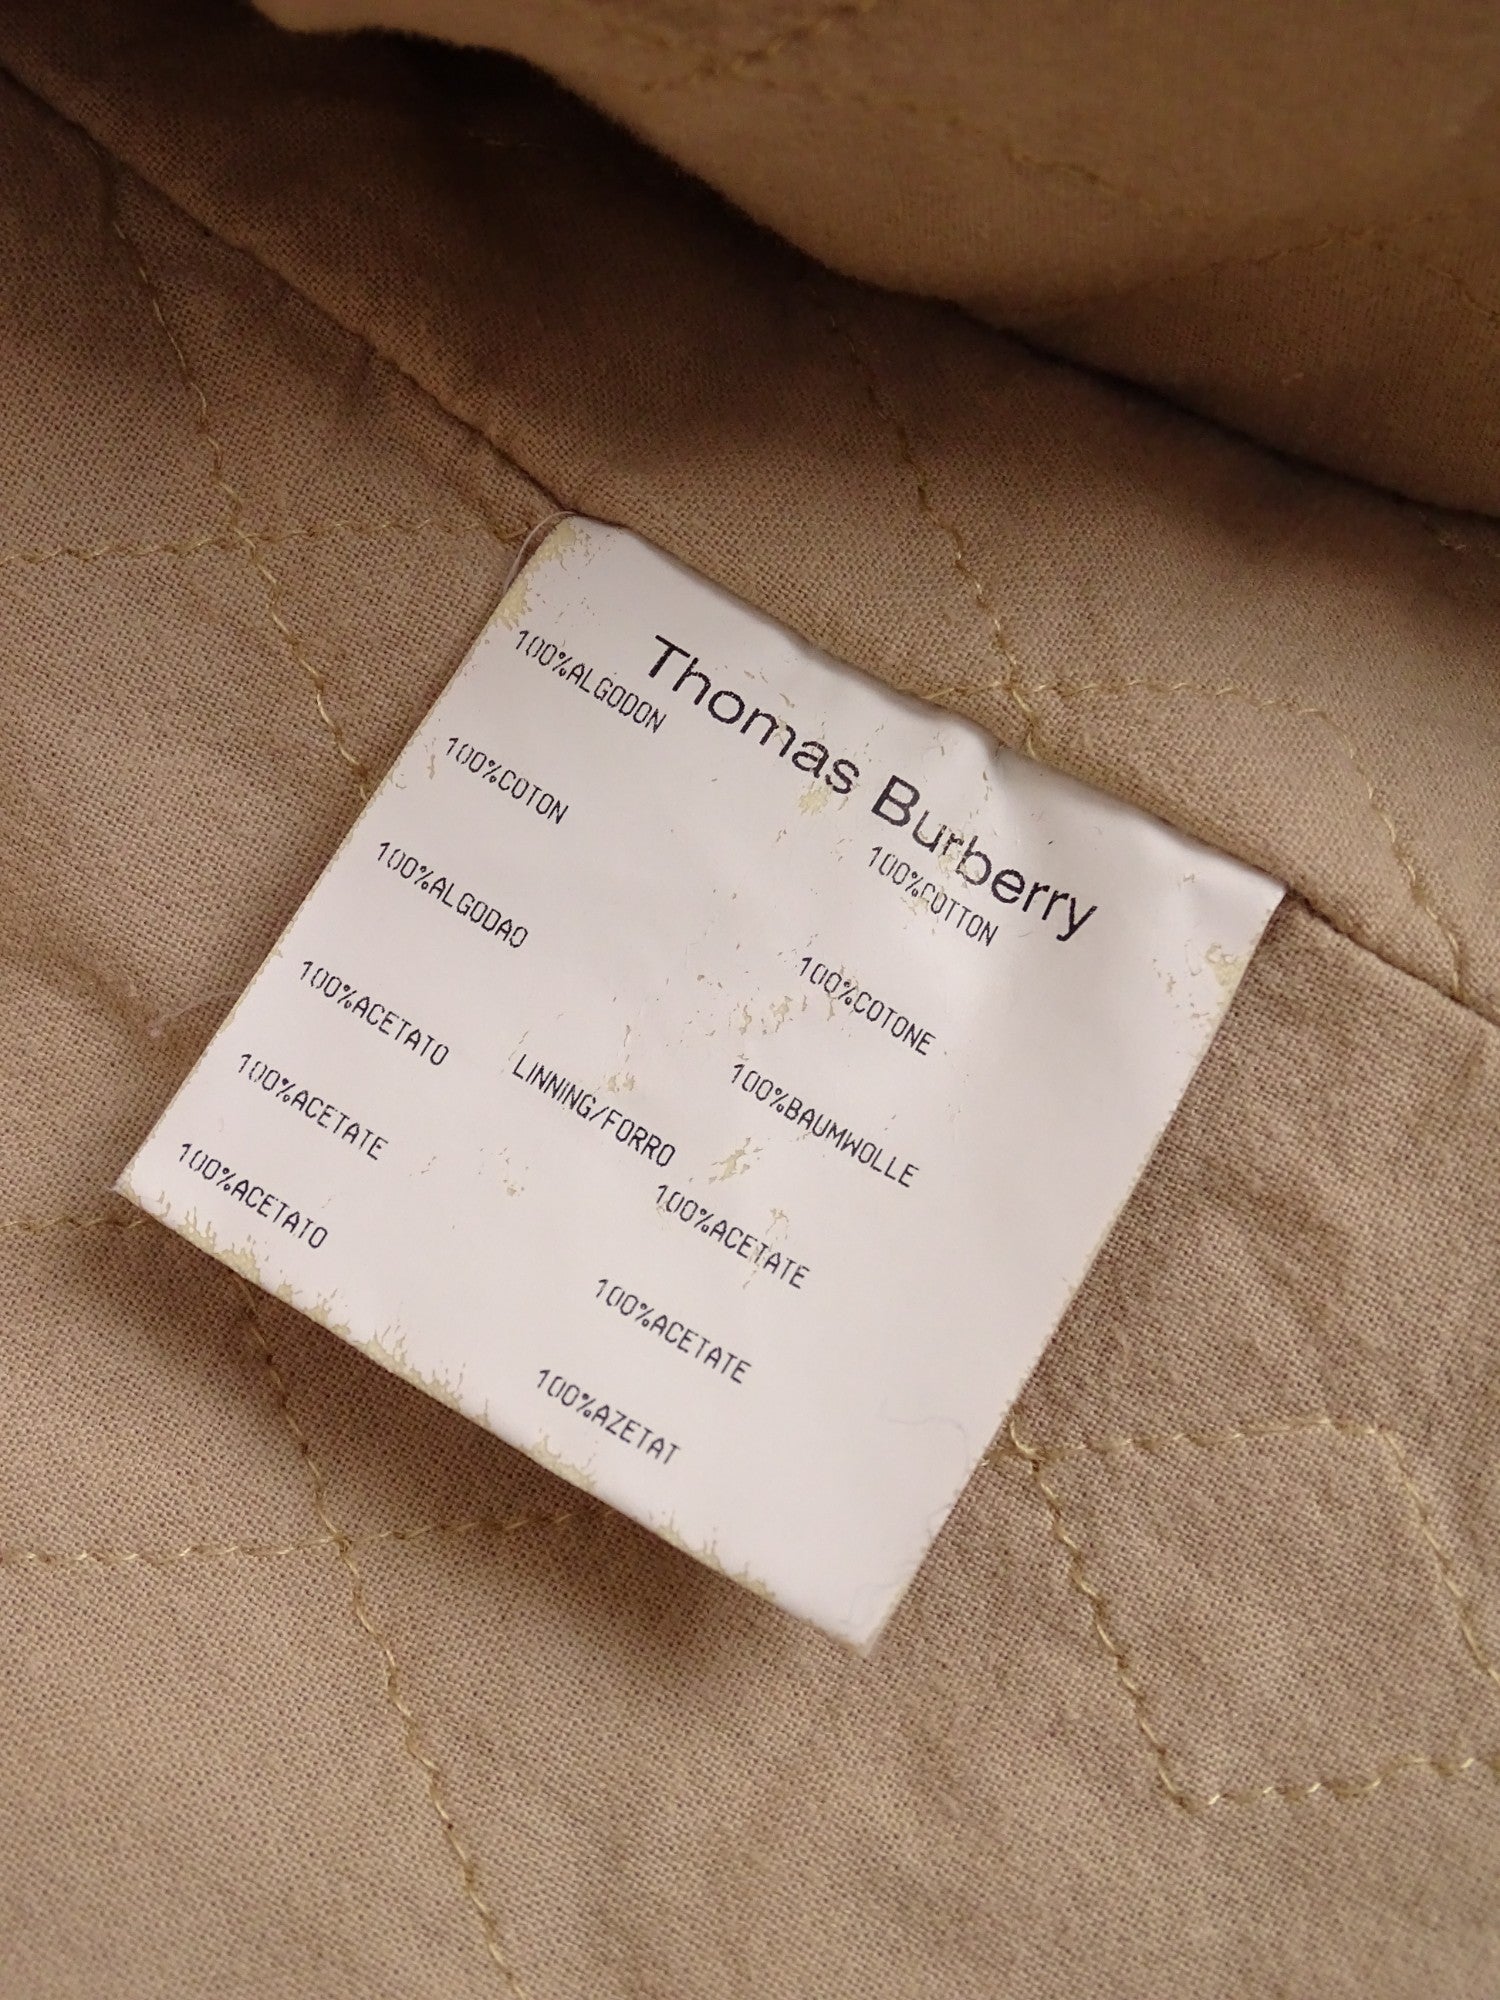 Thomas Burberry
100%ALGODON 100%COTTON
100%COTON 100%COTONE
100%ALGODAO 100%BAUMWOLLE
LINNING/FORRO
100%ACETATO 100%ACETATE
100%ACETATE 100%ACETATE
100%ACETATO 100%AZETAT